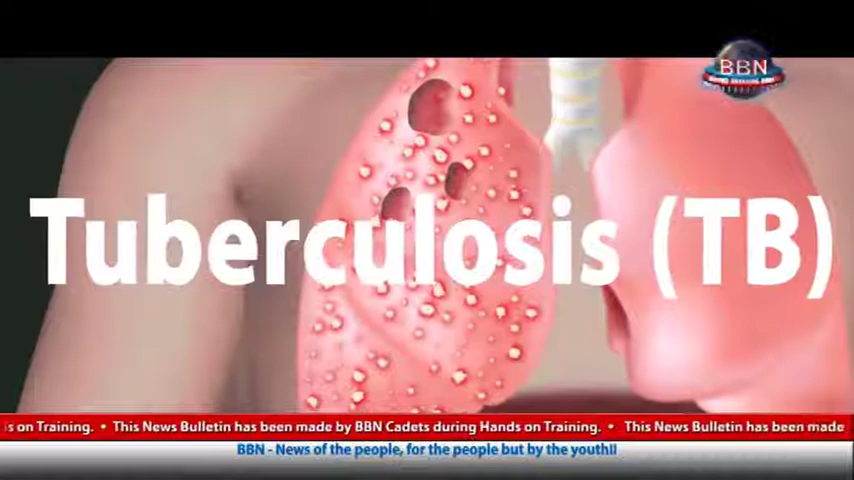 BBN
Tuberculosis (TB)
is on Training. • This News Bulletin has been made by BBN Cadets during Hands on Training. • This News Bulletin has been made
BBN - News of the people, for the people but by the youth!!